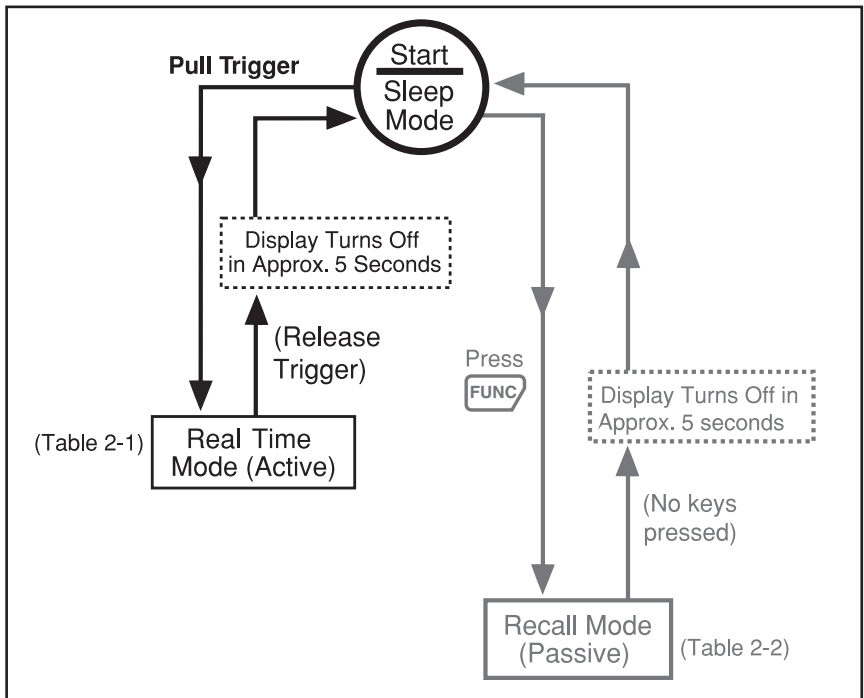 Pull Trigger
Start
Sleep
Mode
Display Turns Off
in Approx. 5 Seconds
(Release
Trigger)
(Table 2-1)
Real Time
Mode (Active)
Press
FUNC
Display Turns Off in
Approx. 5 seconds
(No keys
pressed)
Recall Mode
(Passive)
(Table 2-2)